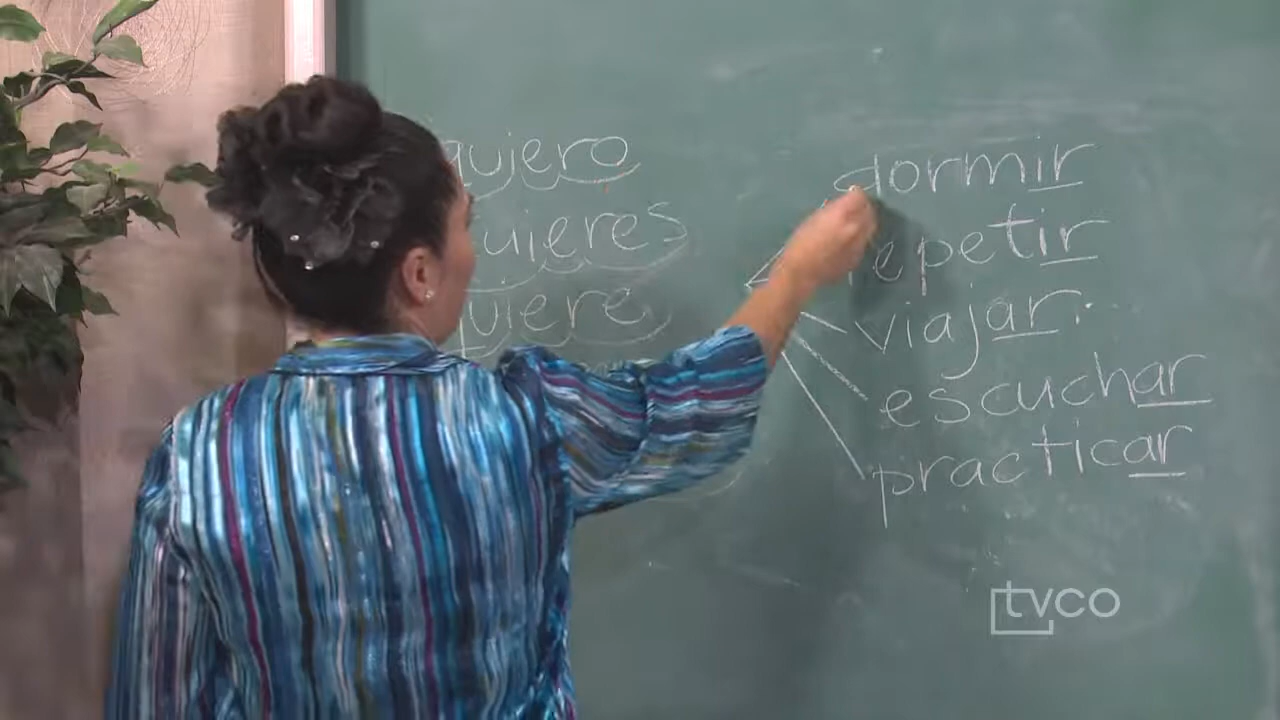 quiero
quieres
quiere
dormir
repetir
viajar
escuchar
practicar
tvco